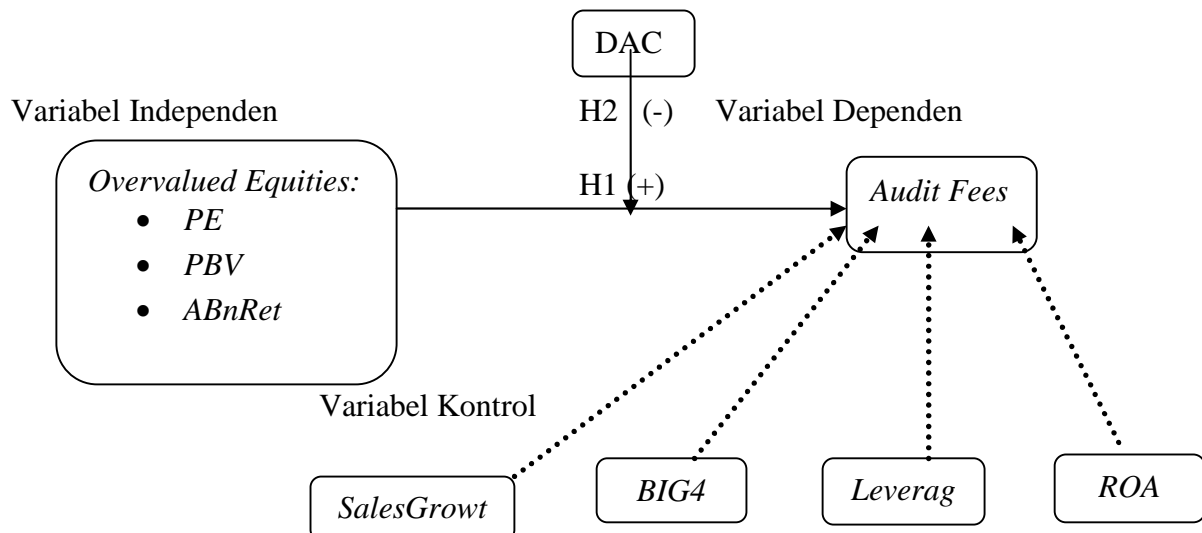 DAC
Variabel Independen
H2 (-)
Variabel Dependen
Overvalued Equities:
• PE
• PBV
• ABnRet
H1 (+)
Audit Fees
Variabel Kontrol
SalesGrowt
BIG4
Leverag
ROA